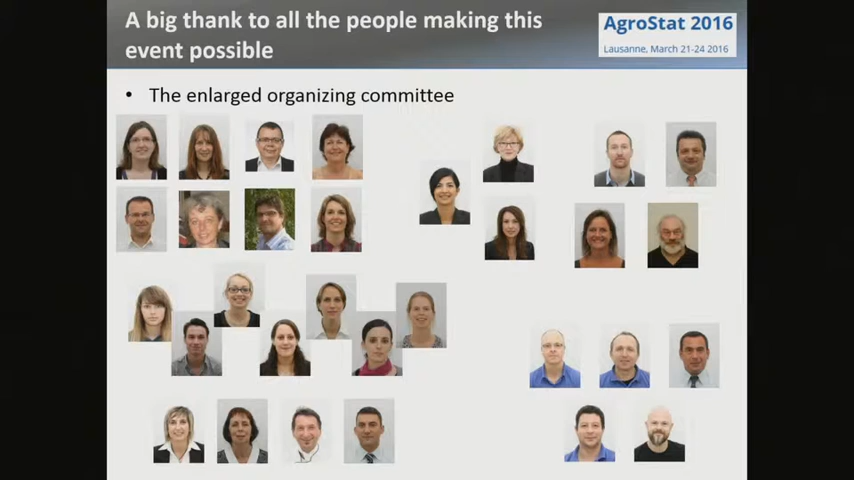 A big thank to all the people making this
event possible
AgroStat 2016
Lausanne, March 21-24 2016
• The enlarged organizing committee